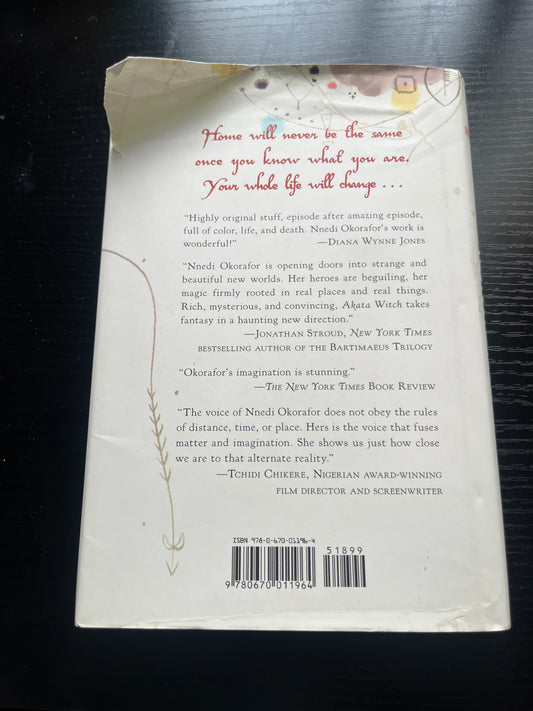 Home will never be the same
once you know what you are.
Your whole life will change . . .
“Highly original stuff, episode after amazing episode,
full of color, life, and death. Nnedi Okorafor’s work is
wonderful!” —Diana Wynne Jones
“Nnedi Okorafor is opening doors into strange and
beautiful new worlds. Her heroes are beguiling, her
magic firmly rooted in real places and real things.
Rich, mysterious, and convincing, Akata Witch takes
fantasy in a haunting new direction.”
—Jonathan Stroud, New York Times
bestselling author of the Bartimaeus Trilogy
“Okorafor’s imagination is stunning.”
—The New York Times Book Review
“The voice of Nnedi Okorafor does not obey the rules
of distance, time, or place. Hers is the voice that fuses
matter and imagination. She shows us just how close
we are to that alternate reality.”
—Tchidi Chikere, Nigerian award-winning
film director and screenwriter
ISBN 978-0-670-01196-4
51899
9 780670 011964